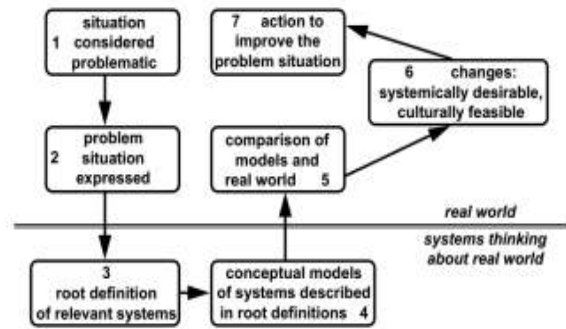 situation
1 considered
problematic
2 problem
situation
expressed
3
root definition
of relevant systems
conceptual models
of systems described
in root definitions 4
comparison of
models and
real world 5
6 changes:
systemically desirable,
culturally feasible
7 action to
improve the
problem situation
real world
systems thinking
about real world